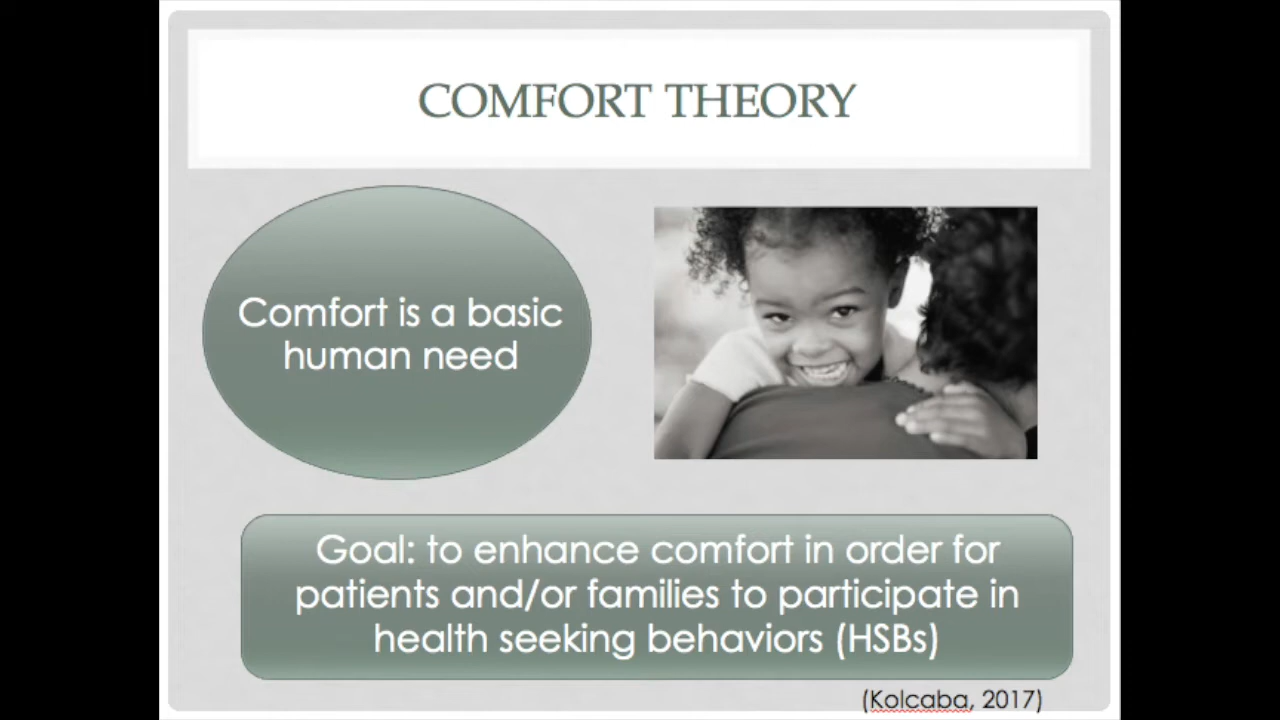 COMFORT THEORY
Comfort is a basic
human need
Goal: to enhance comfort in order for
patients and/or families to participate in
health seeking behaviors (HSBs)
(Kolcaba, 2017)